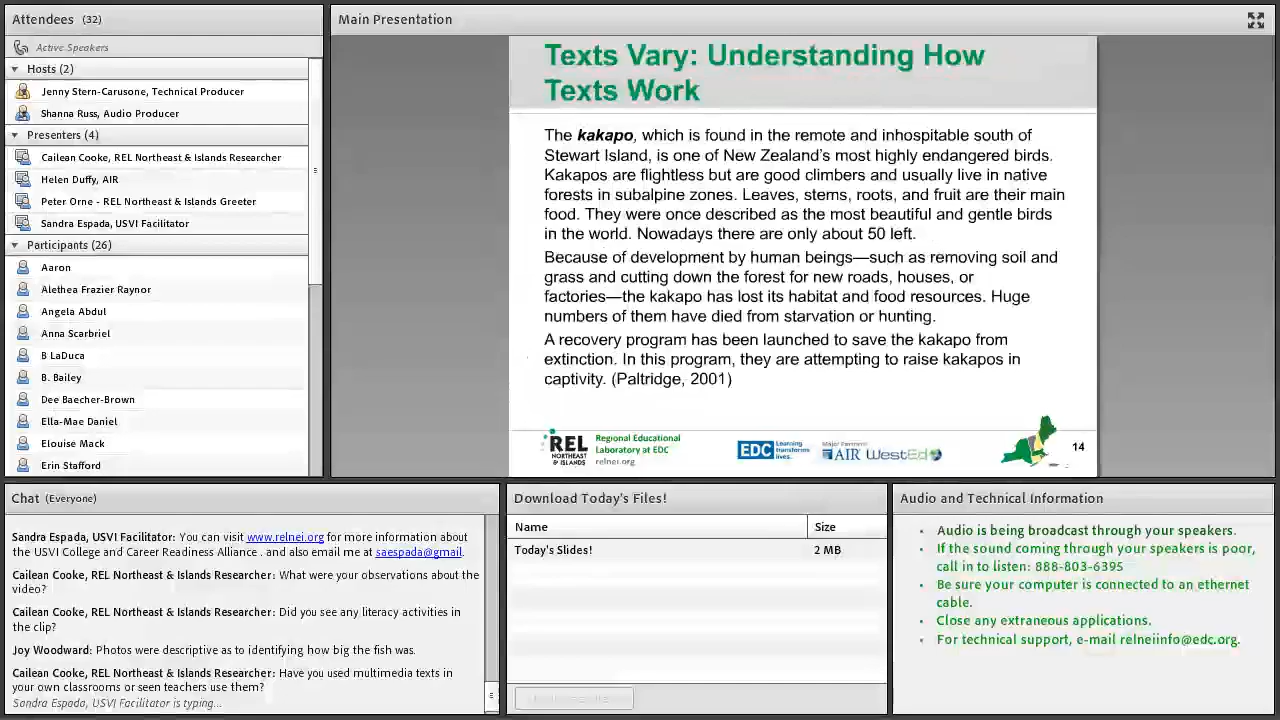 Attendees (32)
Active Speakers
Hosts (2)
Jenny Stern-Carusone, Technical Producer
Shanna Russ, Audio Producer
Presenters (4)
Cailean Cooke, REL Northeast & Islands Researcher
Helen Duffy, AIR
Peter Orne - REL Northeast & Islands Greeter
Sandra Espada, USVI Facilitator
Participants (26)
Aaron
Alethea Frazier Raynor
Angela Abdul
Anna Scarbriel
B LaDuca
B. Bailey
Dee Baecher-Brown
Ella-Mae Daniel
Elouise Mack
Erin Stafford
Main Presentation
Texts Vary: Understanding How
Texts Work
The kakapo, which is found in the remote and inhospitable south of
Stewart Island, is one of New Zealand's most highly endangered birds.
Kakapos are flightless but are good climbers and usually live in native
forests in subalpine zones. Leaves, stems, roots, and fruit are their main
food. They were once described as the most beautiful and gentle birds
in the world. Nowadays there are only about 50 left.
Because of development by human beings—such as removing soil and
grass and cutting down the forest for new roads, houses, or
factories—the kakapo has lost its habitat and food resources. Huge
numbers of them have died from starvation or hunting.
A recovery program has been launched to save the kakapo from
extinction. In this program, they are attempting to raise kakapos in
captivity. (Paltridge, 2001)
REL
NORTHEAST
& ISLANDS
Regional Educational
Laboratory at EDC
relnei.org
EDC
Learning
transforms
lives.
AIR WestEd
14
Chat (Everyone)
Sandra Espada, USVI Facilitator: You can visit www.relnei.org for more information about
the USVI College and Career Readiness Alliance . and also email me at saespada@gmail.
Cailean Cooke, REL Northeast & Islands Researcher: What were your observations about the
video?
Cailean Cooke, REL Northeast & Islands Researcher: Did you see any literacy activities in
the clip?
Joy Woodward: Photos were descriptive as to identifying how big the fish was.
Cailean Cooke, REL Northeast & Islands Researcher: Have you used multimedia texts in
your own classrooms or seen teachers use them?
Sandra Espada, USVI Facilitator is typing...
Download Today's Files!
Name Size
Today's Slides! 2 MB
Audio and Technical Information
Audio is being broadcast through your speakers.
If the sound coming through your speakers is poor,
call in to listen: 888-803-6395
Be sure your computer is connected to an ethernet
cable.
Close any extraneous applications.
For technical support, e-mail relneiinfo@edc.org.